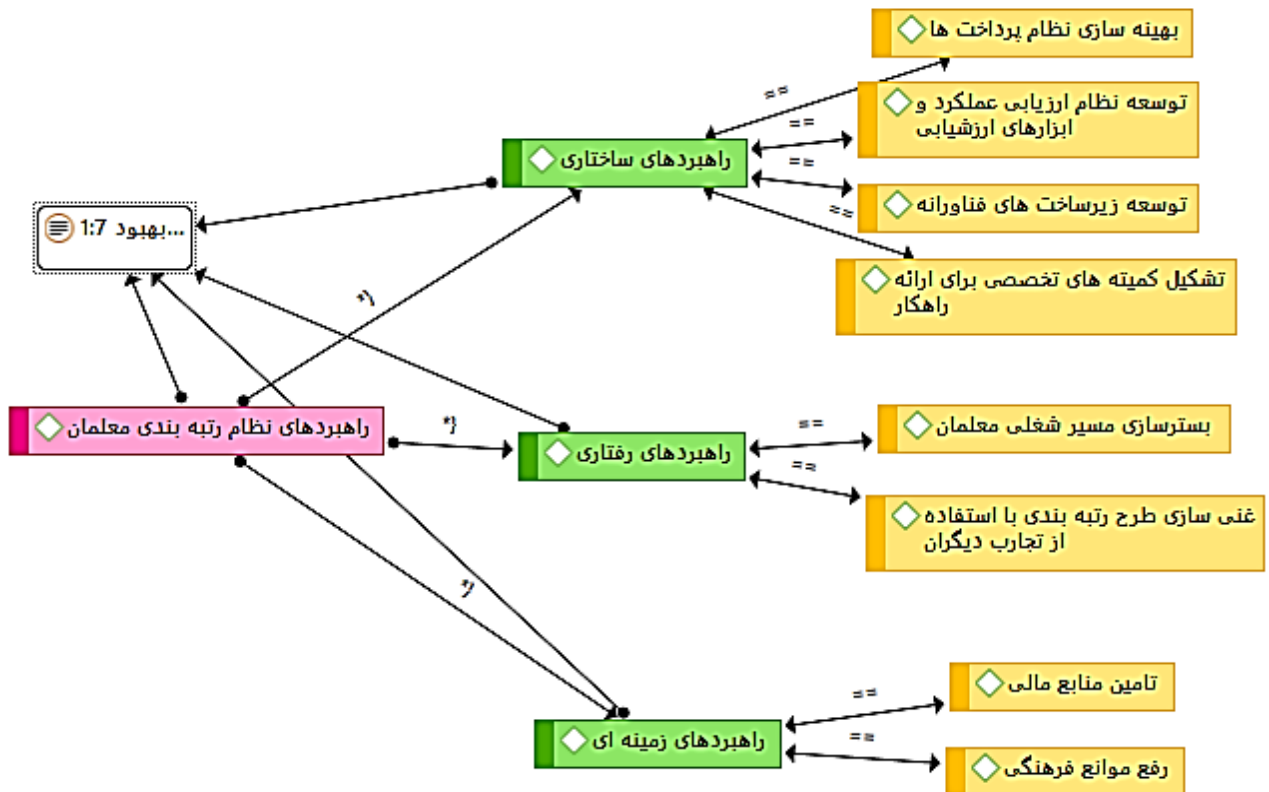 بهینه سازی نظام پرداخت ها
==
توسعه نظام ارزیابی عملکرد و
ابزارهای ارزشیابی
==
راهبردهای ساختاری
==
توسعه زیرساخت های فناورانه
==
1:7 بهبود...
تشکیل کمیته های تخصصی برای ارائه
راهکار
*}
راهبردهای نظام رتبه بندی معلمان
*}
راهبردهای رفتاری
==
بسترسازی مسیر شغلی معلمان
==
غنی سازی طرح رتبه بندی با استفاده
از تجارب دیگران
*}
راهبردهای زمینه ای
==
تامین منابع مالی
==
رفع موانع فرهنگی